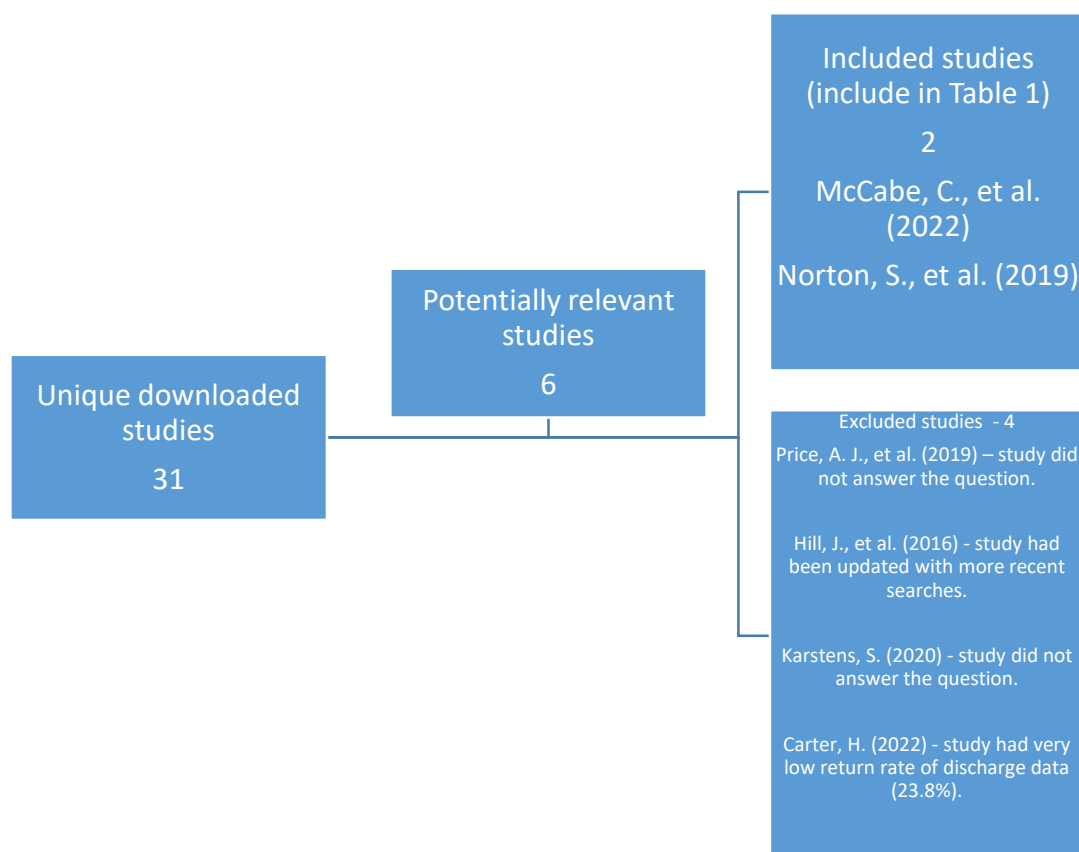 Unique downloaded
studies
31
Potentially relevant
studies
6
Included studies
(include in Table 1)
2
McCabe, C., et al.
(2022)
Norton, S., et al. (2019)
Excluded studies  - 4
Price, A. J., et al. (2019) – study did
not answer the question.
Hill, J., et al. (2016) - study had
been updated with more recent
searches.
Karstens, S. (2020) - study did not
answer the question.
Carter, H. (2022) - study had very
low return rate of discharge data
(23.8%).